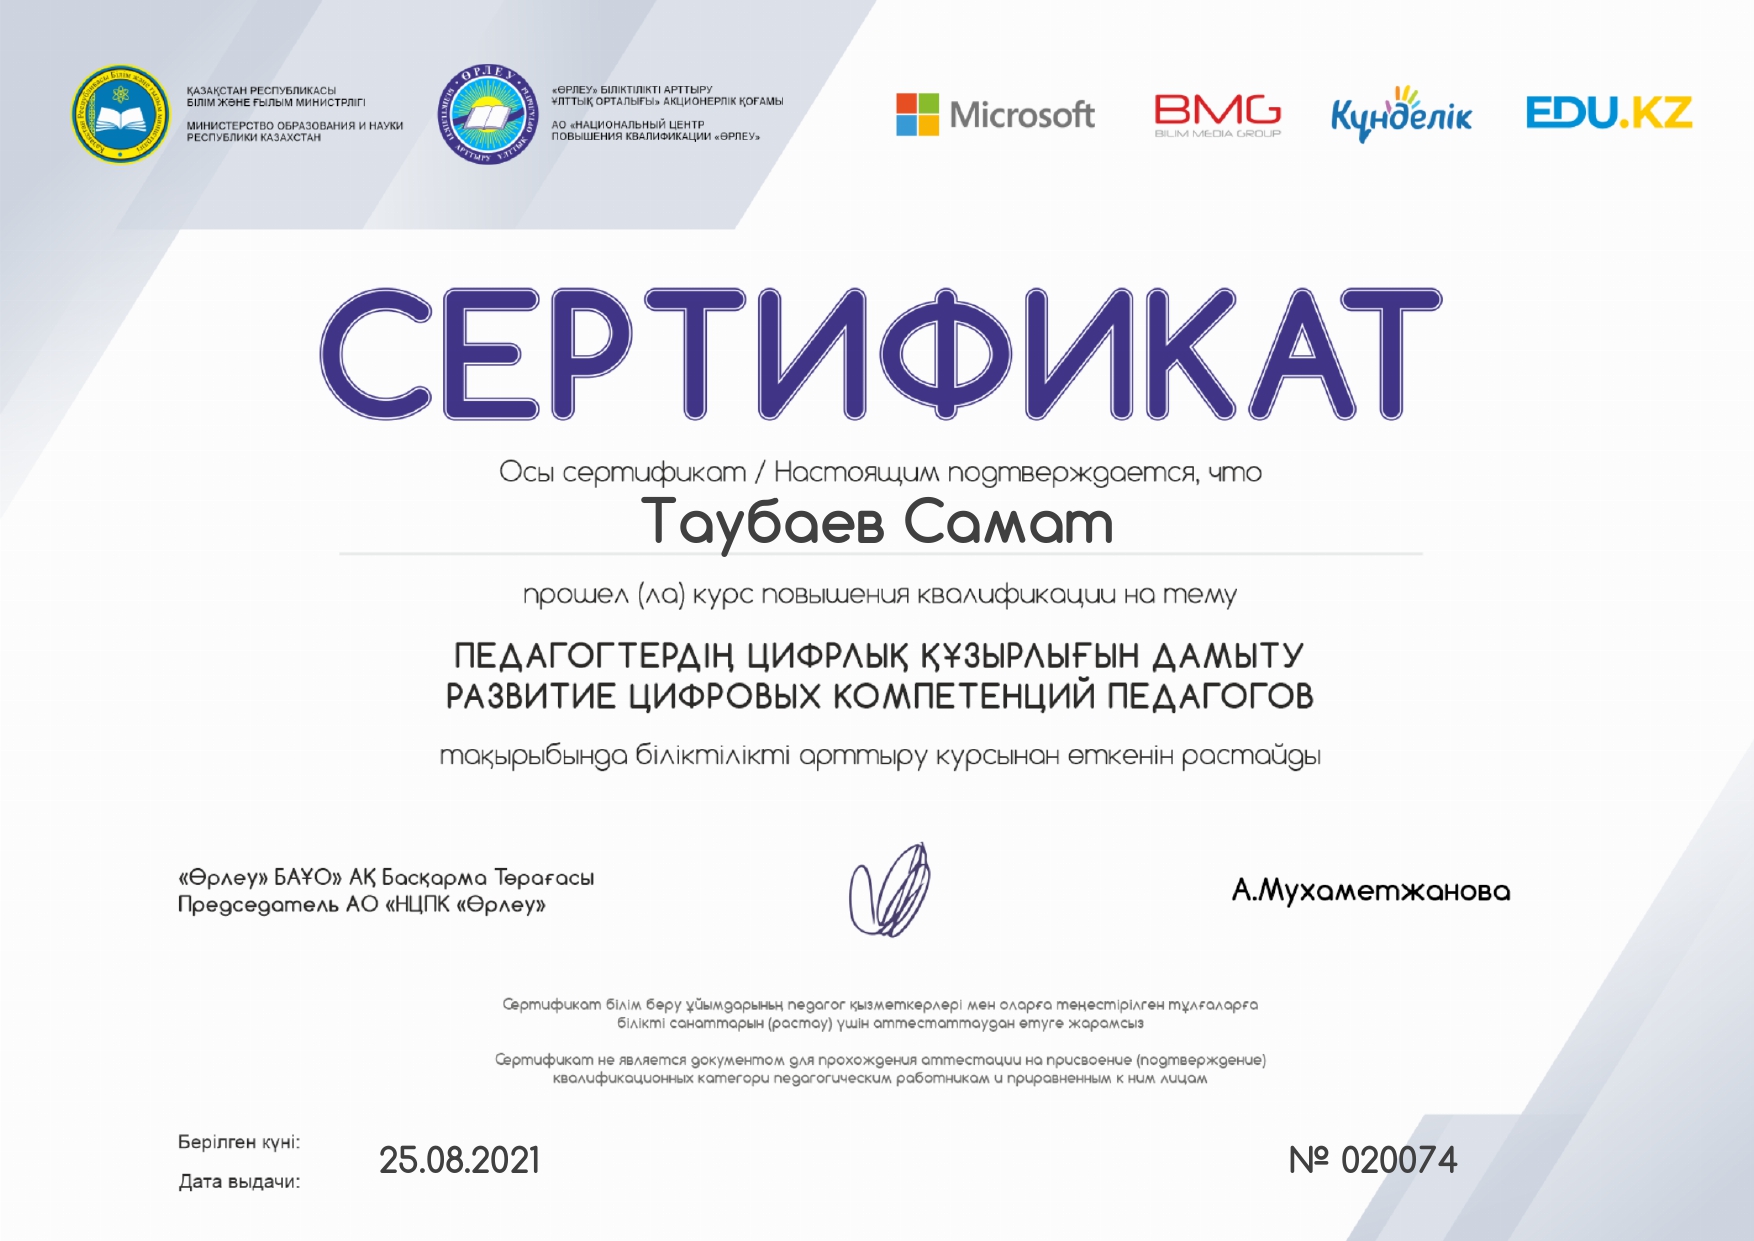 ҚАЗАҚСТАН РЕСПУБЛИКАСЫ
БІЛІМ ЖӘНЕ ҒЫЛЫМ МИНИСТРЛІГІ
МИНИСТЕРСТВО ОБРАЗОВАНИЯ И НАУКИ
РЕСПУБЛИКИ КАЗАХСТАН
ӨРЛЕУ
«ӨРЛЕУ» БІЛІКТІЛІКТІ АРТТЫРУ
ҰЛТТЫҚ ОРТАЛЫҒЫ» АКЦИОНЕРЛІК ҚОҒАМЫ
АО «НАЦИОНАЛЬНЫЙ ЦЕНТР
ПОВЫШЕНИЯ КВАЛИФИКАЦИИ «ӨРЛЕУ»
Microsoft
BMG
BILIM MEDIA GROUP
Күнделік
EDU.KZ
СЕРТИФИКАТ
Осы сертификат / Настоящим подтверждается, что
Таубаев Самат
прошел (ла) курс повышения квалификации на тему
ПЕДАГОГТЕРДІҢ ЦИФРЛЫҚ ҚҰЗЫРЛЫҒЫН ДАМЫТУ
РАЗВИТИЕ ЦИФРОВЫХ КОМПЕТЕНЦИЙ ПЕДАГОГОВ
тақырыбында біліктілікті арттыру курсынан өткенін растайды
«Өрлеу» БАҰО» АҚ Басқарма Төрағасы
Председатель АО «НЦПК «Өрлеу»
А.Мухаметжанова
Сертификат білім беру ұйымдарының педагог қызметкерлері мен оларға теңестірілген тұлғаларға
білікті санаттарын (растау) үшін аттестаттаудан өтуге жарамсыз
Сертификат не является документом для прохождения аттестации на присвоение (подтверждение)
квалификационных категори педагогическим работникам и приравненным к ним лицам
Берілген күні:
Дата выдачи:
25.08.2021
№ 020074